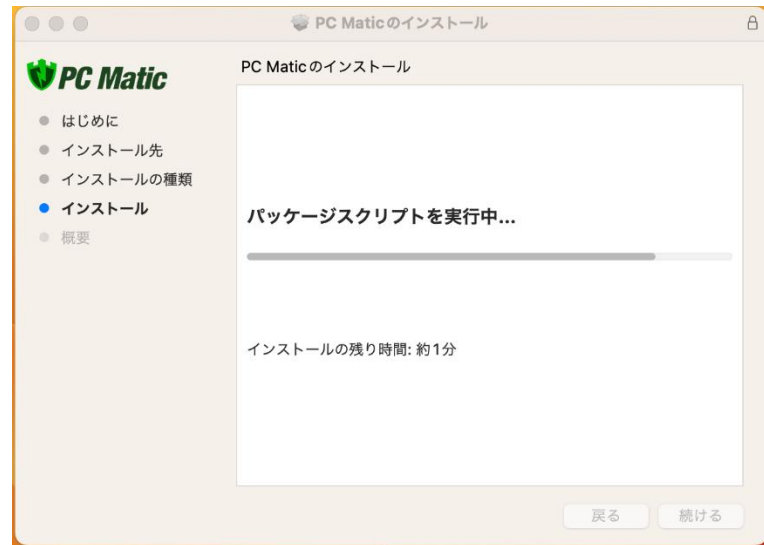 PC Maticのインストール
PC Matic
PC Maticのインストール
はじめに
インストール先
インストールの種類
インストール
概要
パッケージスクリプトを実行中...
インストールの残り時間: 約1分
戻る
続ける